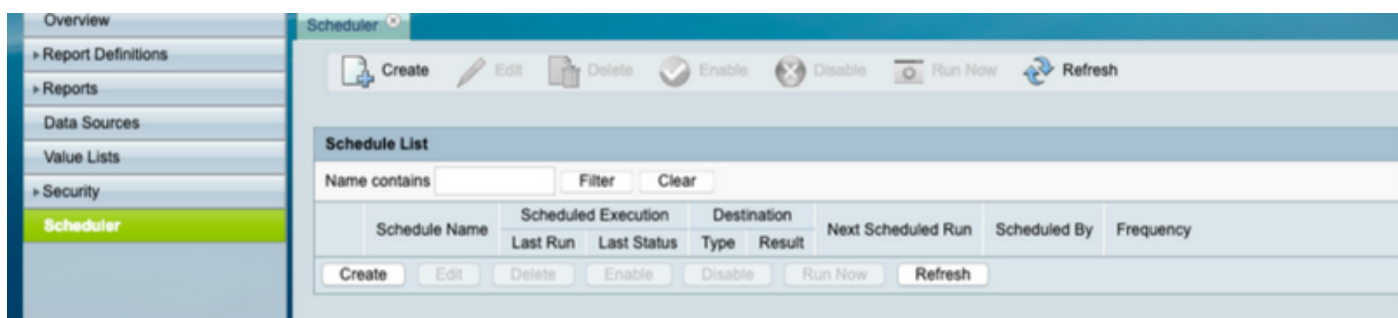 Overview
Scheduler
Report Definitions
Create Edit Delete Enable Disable Run Now Refresh
Reports
Data Sources
Value Lists
Schedule List
Name contains Filter Clear
Security
Scheduler
Schedule Name Scheduled Execution Destination Next Scheduled Run Scheduled By Frequency
Last Run Last Status Type Result
Create Edit Delete Enable Disable Run Now Refresh